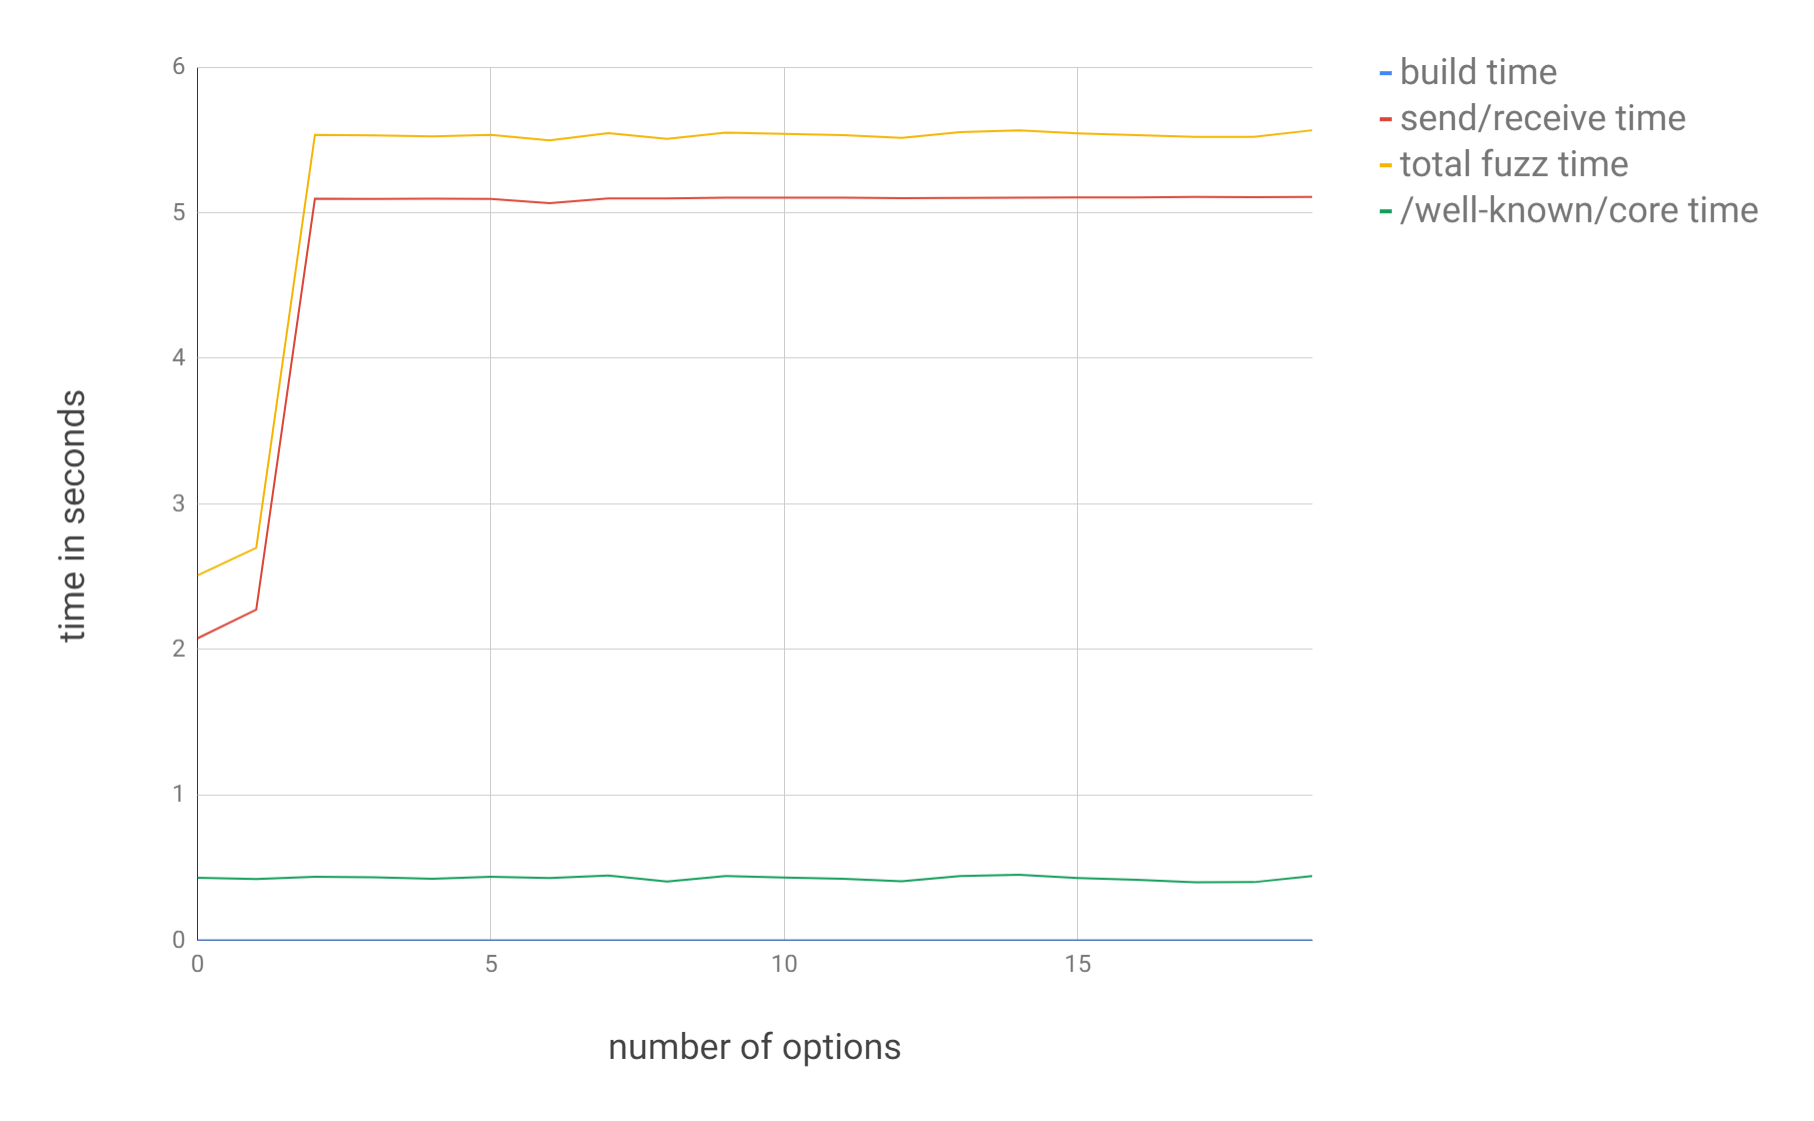 6
5
4
3
2
1
0
0 5 10 15
time in seconds
number of options
build time
send/receive time
total fuzz time
/well-known/core time